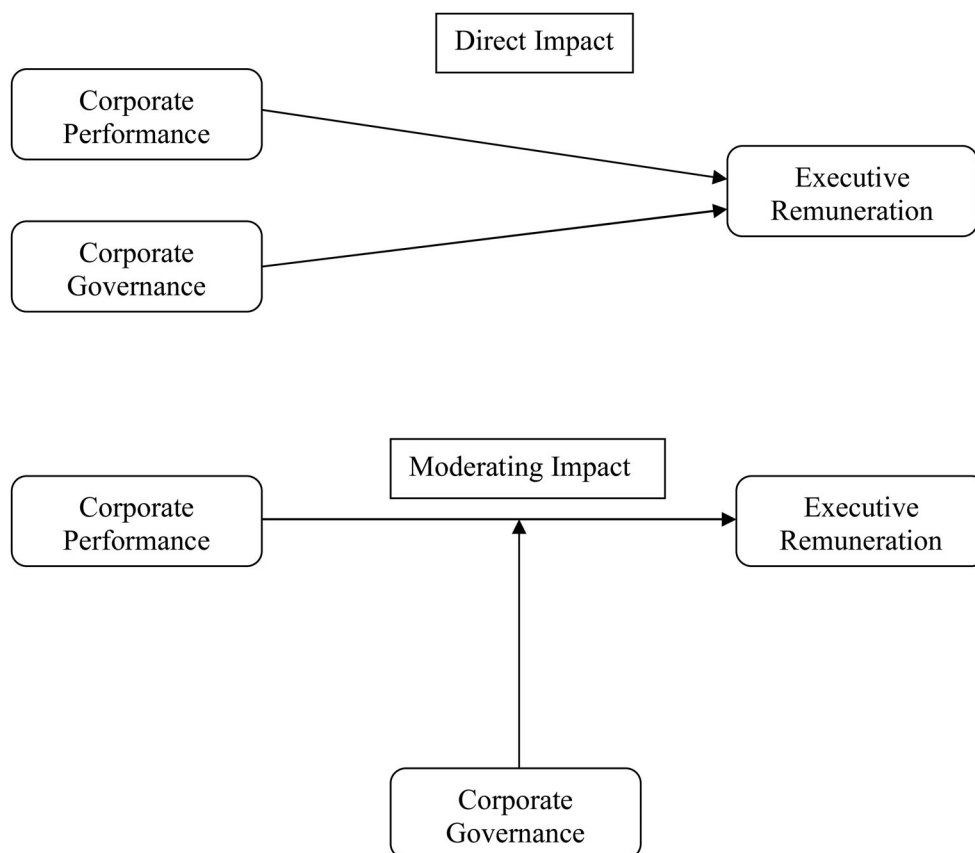 Direct Impact
Corporate
Performance
Executive
Remuneration
Corporate
Governance
Moderating Impact
Corporate
Performance
Executive
Remuneration
Corporate
Governance